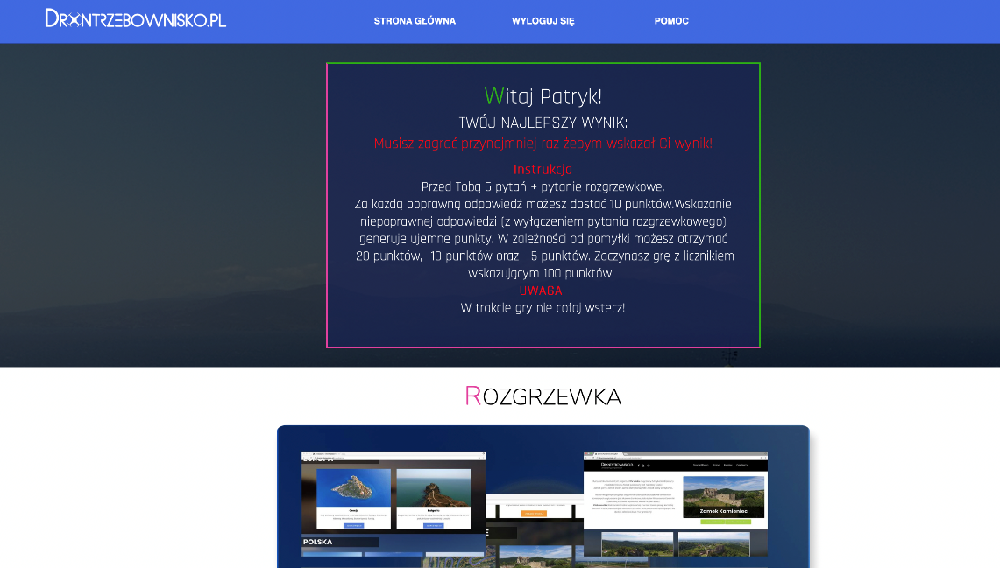 DRONTRZEBOWNISKO.PL
STRONA GŁÓWNA
WYLOGUJ SIĘ
POMOC
Witaj Patryk!
TWÓJ NAJLEPSZY WYNIK:
Musisz zagrać przynajmniej raz żebym wskazał Ci wynik!
Instrukcja
Przed Tobą 5 pytań + pytanie rozgrzewkowe.
Za każdą poprawną odpowiedź możesz dostać 10 punktów.Wskazanie
niepoprawnej odpowiedzi (z wyłączeniem pytania rozgrzewkowego)
generuje ujemne punkty. W zależności od pomyłki możesz otrzymać
-20 punktów, -10 punktów oraz - 5 punktów. Zaczynasz grę z licznikiem
wskazującym 100 punktów.
UWAGA
W trakcie gry nie cofaj wstecz!
ROZGRZEWKA
Zamek Kamieniec
POLSKA